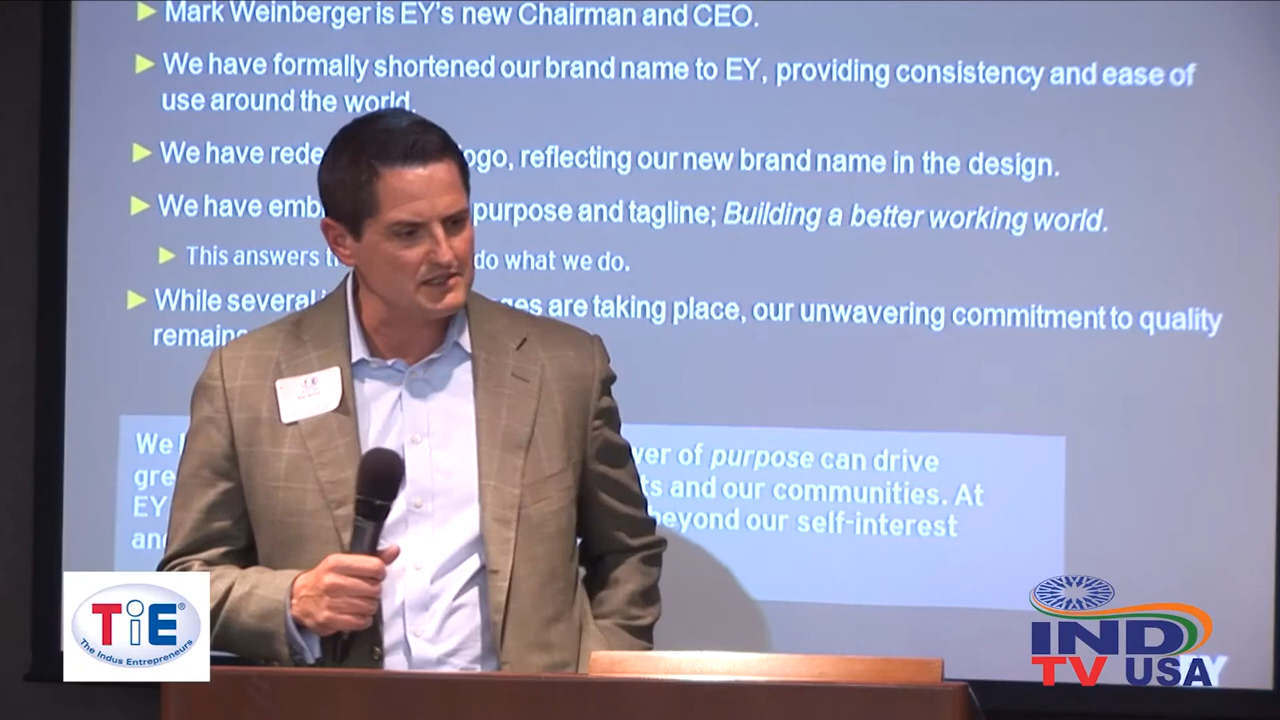 Mark Weinberger is EY's new Chairman and CEO.
We have formally shortened our brand name to EY, providing consistency and ease of
use around the world.
We have rede ogo, reflecting our new brand name in the design.
We have emb purpose and tagline; Building a better working world.
This answers do what we do.
While several ges are taking place, our unwavering commitment to quality
remains
We wer of purpose can drive
gre ts and our communities. At
EY beyond our self-interest
and
TiE®
The Indus Entrepreneurs
IND
TV USA